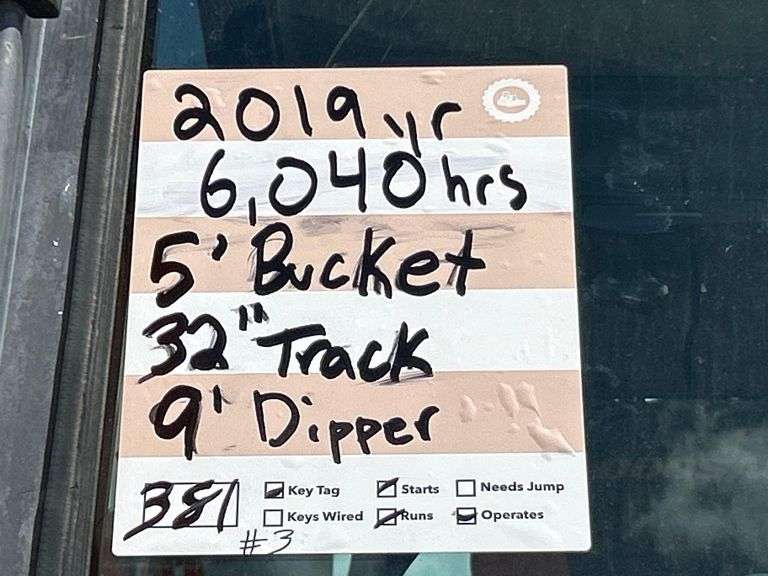 2019 yr
6,040 hrs
5' Bucket
32" Track
9' Dipper
381 Key Tag Starts Needs Jump
Keys Wired Runs Operates
#3